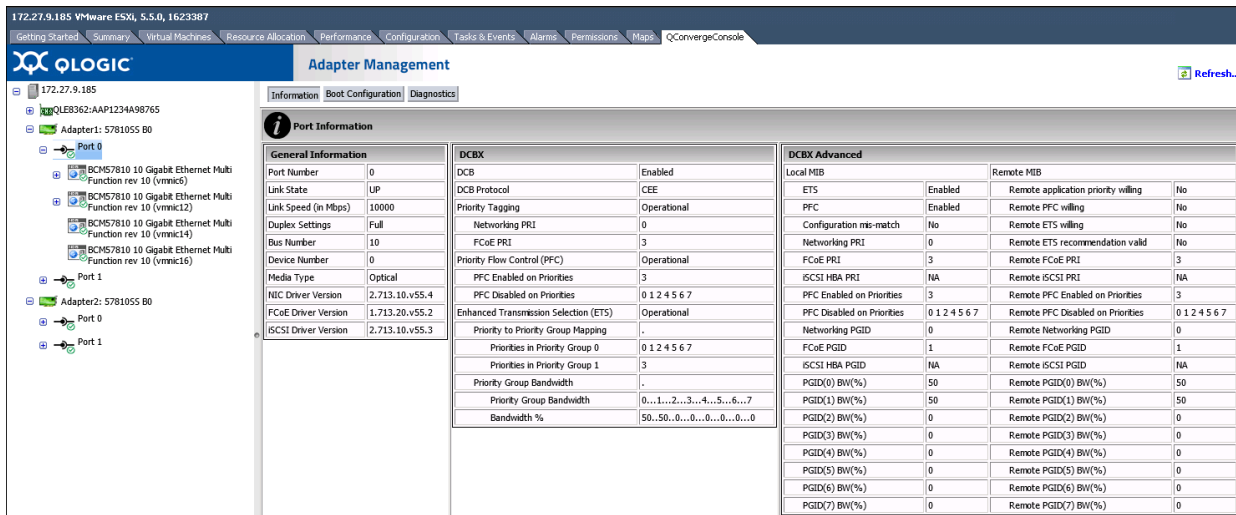 172.27.9.185 VMware ESXi, 5.5.0, 1623387
Getting Started Summary Virtual Machines Resource Allocation Performance Configuration Tasks & Events Alarms Permissions Maps QConvergeConsole
QLOGIC
Adapter Management
Refresh..
172.27.9.185
QLE8362:AAP1234A98765
Adapter1: 57810SS B0
Port 0
BCM57810 10 Gigabit Ethernet Multi
Function rev 10 (vmnic6)
BCM57810 10 Gigabit Ethernet Multi
Function rev 10 (vmnic12)
BCM57810 10 Gigabit Ethernet Multi
Function rev 10 (vmnic14)
BCM57810 10 Gigabit Ethernet Multi
Function rev 10 (vmnic16)
Port 1
Adapter2: 57810SS B0
Port 0
Port 1
Information Boot Configuration Diagnostics
Port Information
General Information
Port Number 0
Link State UP
Link Speed (in Mbps) 10000
Duplex Settings Full
Bus Number 10
Device Number 0
Media Type Optical
NIC Driver Version 2.713.10.v55.4
FCoE Driver Version 1.713.20.v55.2
iSCSI Driver Version 2.713.10.v55.3
DCBX
DCB Enabled
DCB Protocol CEE
Priority Tagging Operational
Networking PRI 0
FCoE PRI 3
Priority Flow Control (PFC) Operational
PFC Enabled on Priorities 3
PFC Disabled on Priorities 0 1 2 4 5 6 7
Enhanced Transmission Selection (ETS) Operational
Priority to Priority Group Mapping .
Priorities in Priority Group 0 0 1 2 4 5 6 7
Priorities in Priority Group 1 3
Priority Group Bandwidth .
Priority Group Bandwidth 0...1...2...3...4...5...6...7
Bandwidth % 50..50..0...0...0...0...0...0
DCBX Advanced
Local MIB Remote MIB
ETS Enabled Remote application priority willing No
PFC Enabled Remote PFC willing No
Configuration mis-match No Remote ETS willing No
Networking PRI 0 Remote ETS recommendation valid No
FCoE PRI 3 Remote FCoE PRI 3
iSCSI HBA PRI NA Remote iSCSI PRI NA
PFC Enabled on Priorities 3 Remote PFC Enabled on Priorities 3
PFC Disabled on Priorities 0 1 2 4 5 6 7 Remote PFC Disabled on Priorities 0 1 2 4 5 6 7
Networking PGID 0 Remote Networking PGID 0
FCoE PGID 1 Remote FCoE PGID 1
iSCSI HBA PGID NA Remote iSCSI PGID NA
PGID(0) BW(%) 50 Remote PGID(0) BW(%) 50
PGID(1) BW(%) 50 Remote PGID(1) BW(%) 50
PGID(2) BW(%) 0 Remote PGID(2) BW(%) 0
PGID(3) BW(%) 0 Remote PGID(3) BW(%) 0
PGID(4) BW(%) 0 Remote PGID(4) BW(%) 0
PGID(5) BW(%) 0 Remote PGID(5) BW(%) 0
PGID(6) BW(%) 0 Remote PGID(6) BW(%) 0
PGID(7) BW(%) 0 Remote PGID(7) BW(%) 0